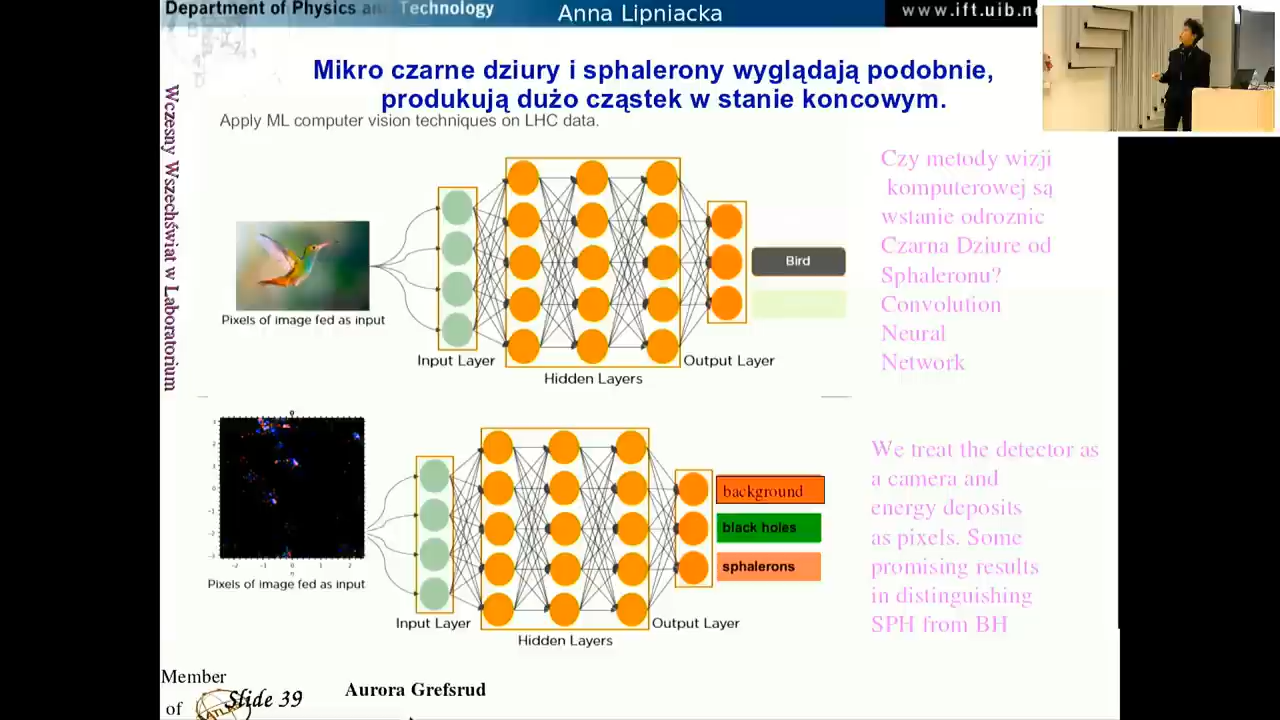 Department of Physics an Technology
Anna Lipniacka
www.ift.uib.n
Mikro czarne dziury i sphalerony wyglądają podobnie,
produkują dużo cząstek w stanie koncowym.
Apply ML computer vision techniques on LHC data.
Wczesny Wszechświat w Laboratorium
Czy metody wizji
komputerowej są
wstanie odroznic
Czarna Dziure od
Sphaleronu?
Convolution
Neural
Network
Bird
Pixels of image fed as input
Input Layer
Output Layer
Hidden Layers
We treat the detector as
a camera and
energy deposits
as pixels. Some
promising results
in distinguishing
SPH from BH
background
black holes
sphalerons
Pixels of image fed as input
Input Layer
Output Layer
Hidden Layers
Member
of
Slide 39
Aurora Grefsrud